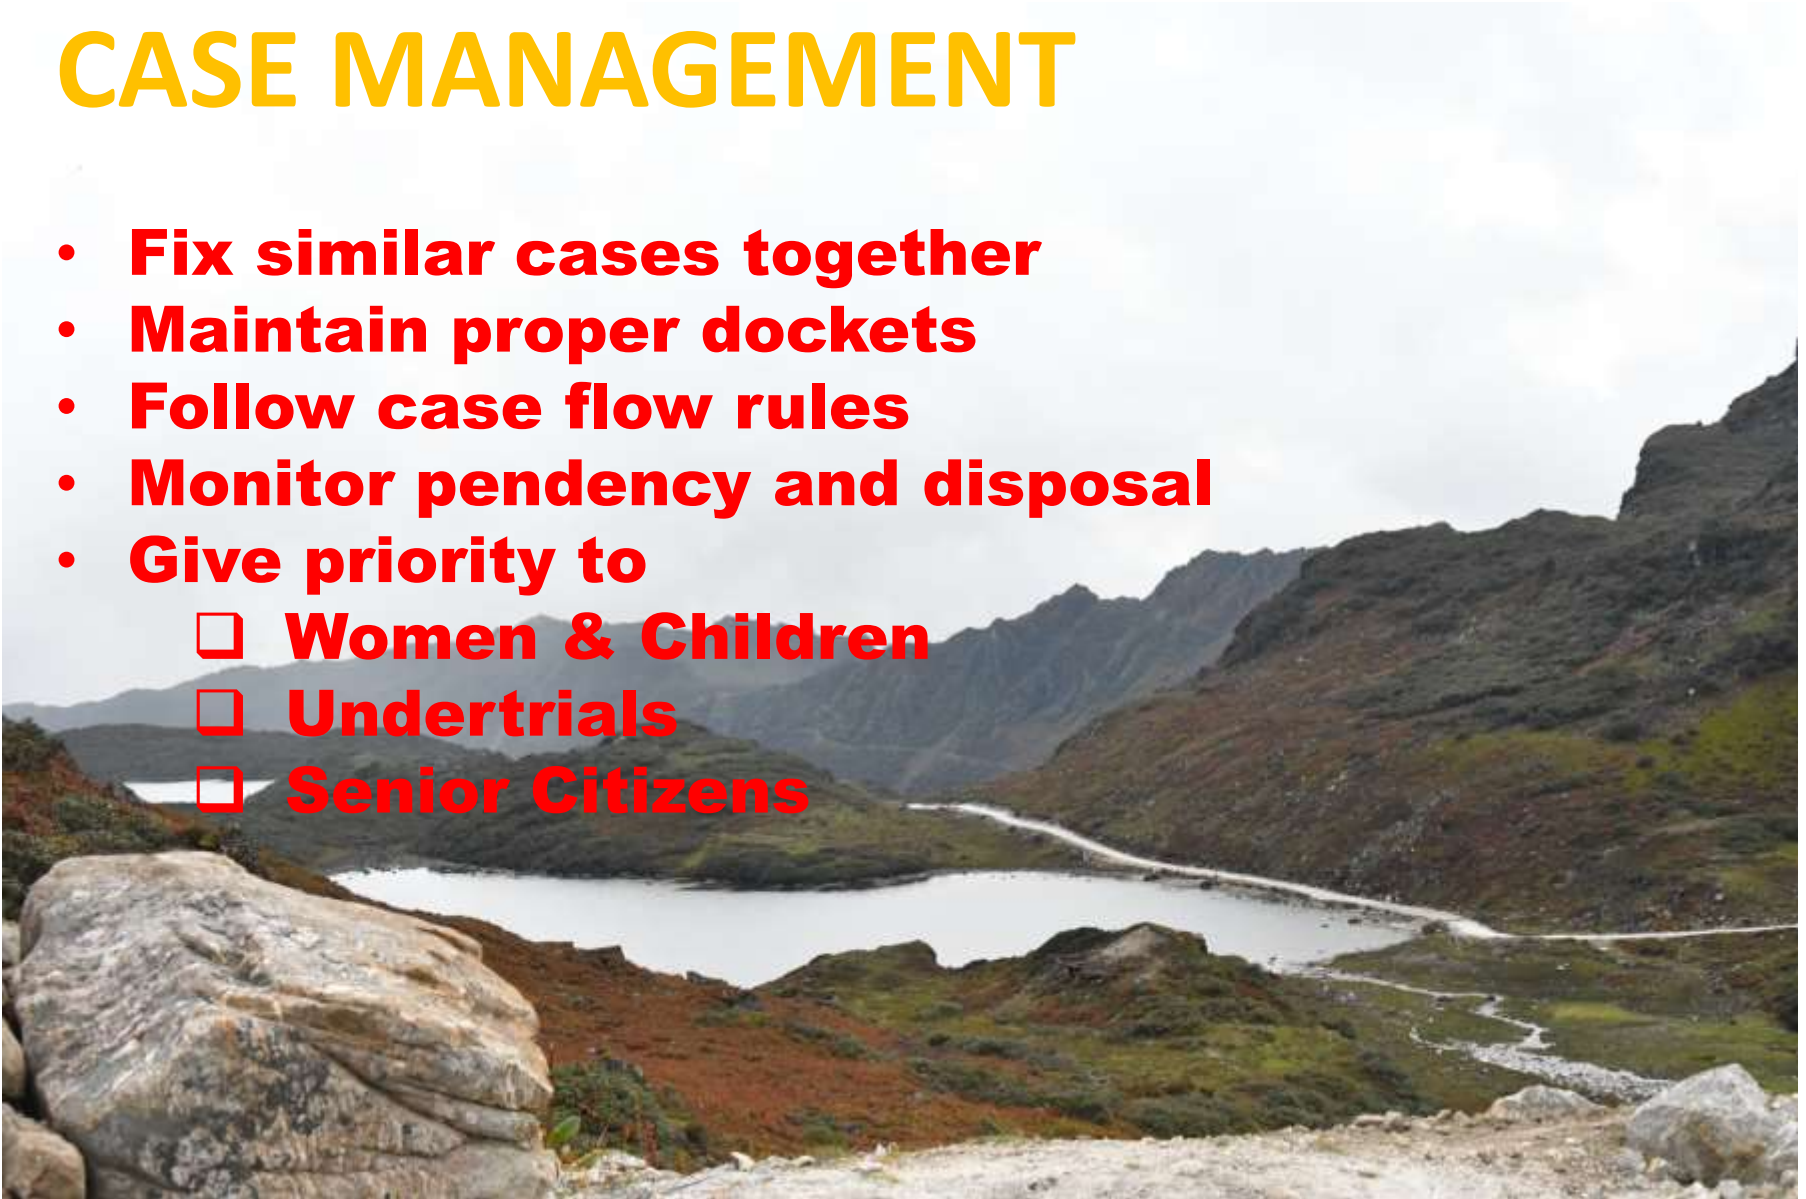 CASE MANAGEMENT
• Fix similar cases together
• Maintain proper dockets
• Follow case flow rules
• Monitor pendency and disposal
• Give priority to
❑ Women & Children
❑ Undertrials
❑ Senior Citizens